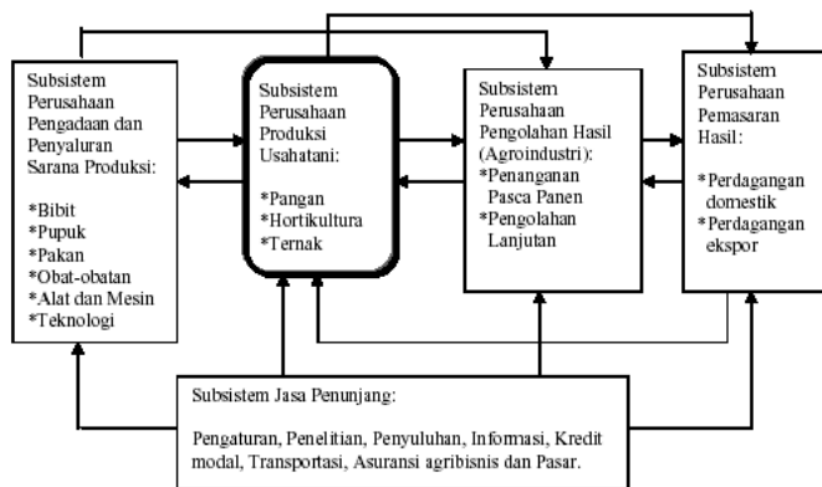 Subsistem
Perusahaan
Pengadaan dan
Penyaluran
Sarana Produksi:
*Bibit
*Pupuk
*Pakan
*Obat-obatan
*Alat dan Mesin
*Teknologi
Subsistem
Perusahaan
Produksi
Usahatani:
*Pangan
*Hortikultura
*Ternak
Subsistem
Perusahaan
Pengolahan Hasil
(Agroindustri):
*Penanganan
Pasca Panen
*Pengolahan
Lanjutan
Subsistem
Perusahaan
Pemasaran
Hasil:
*Perdagangan
domestik
*Perdagangan
ekspor
Subsistem Jasa Penunjang:
Pengaturan, Penelitian, Penyuluhan, Informasi, Kredit
modal, Transportasi, Asuransi agribisnis dan Pasar.